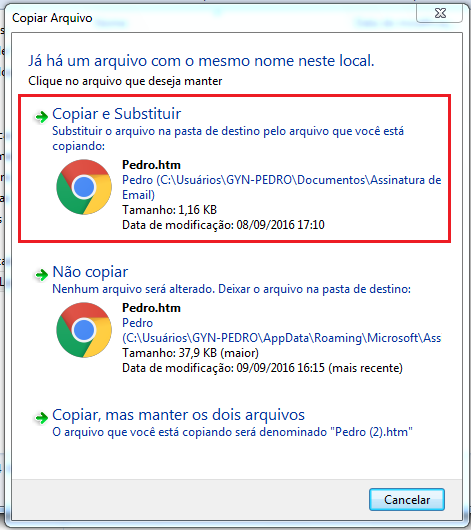 Copiar Arquivo
Já há um arquivo com o mesmo nome neste local.
Clique no arquivo que deseja manter
Copiar e Substituir
Substituir o arquivo na pasta de destino pelo arquivo que você está
copiando:
Pedro.htm
Pedro (C:\Usuários\GYN-PEDRO\Documentos\Assinatura de
Email)
Tamanho: 1,16 KB
Data de modificação: 08/09/2016 17:10
Não copiar
Nenhum arquivo será alterado. Deixar o arquivo na pasta de destino:
Pedro.htm
Pedro
(C:\Usuários\GYN-PEDRO\AppData\Roaming\Microsoft\Ass
Tamanho: 37,9 KB (maior)
Data de modificação: 09/09/2016 16:15 (mais recente)
Copiar, mas manter os dois arquivos
O arquivo que você está copiando será denominado "Pedro (2).htm"
Cancelar